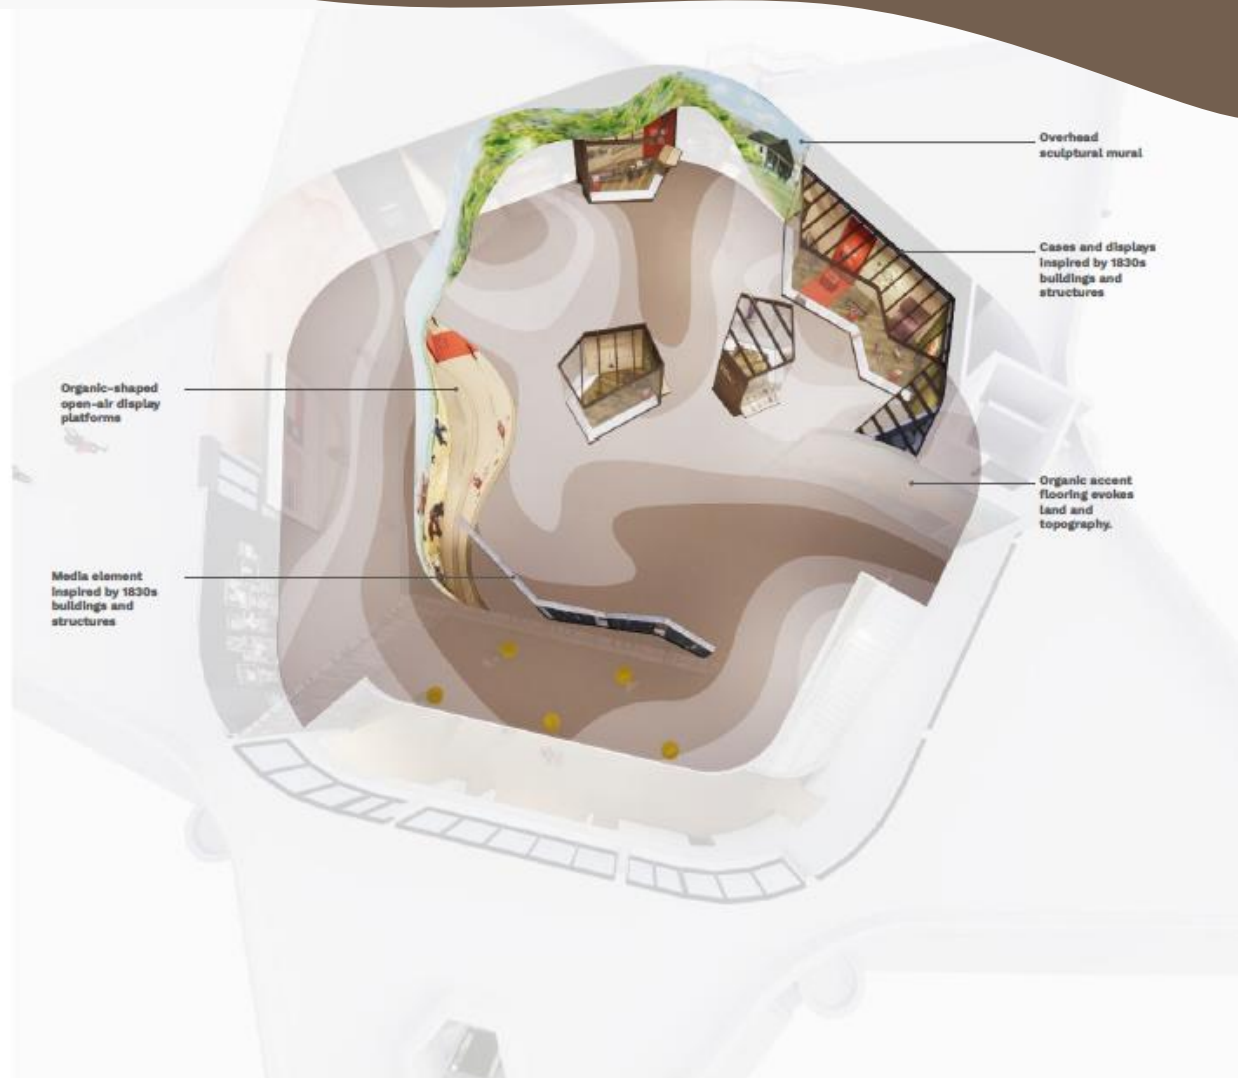 Overhead
sculptural mural
Cases and displays
inspired by 1830s
buildings and
structures
Organic-shaped
open-air display
platforms
Organic accent
flooring evokes
land and
topography.
Media element
inspired by 1830s
buildings and
structures